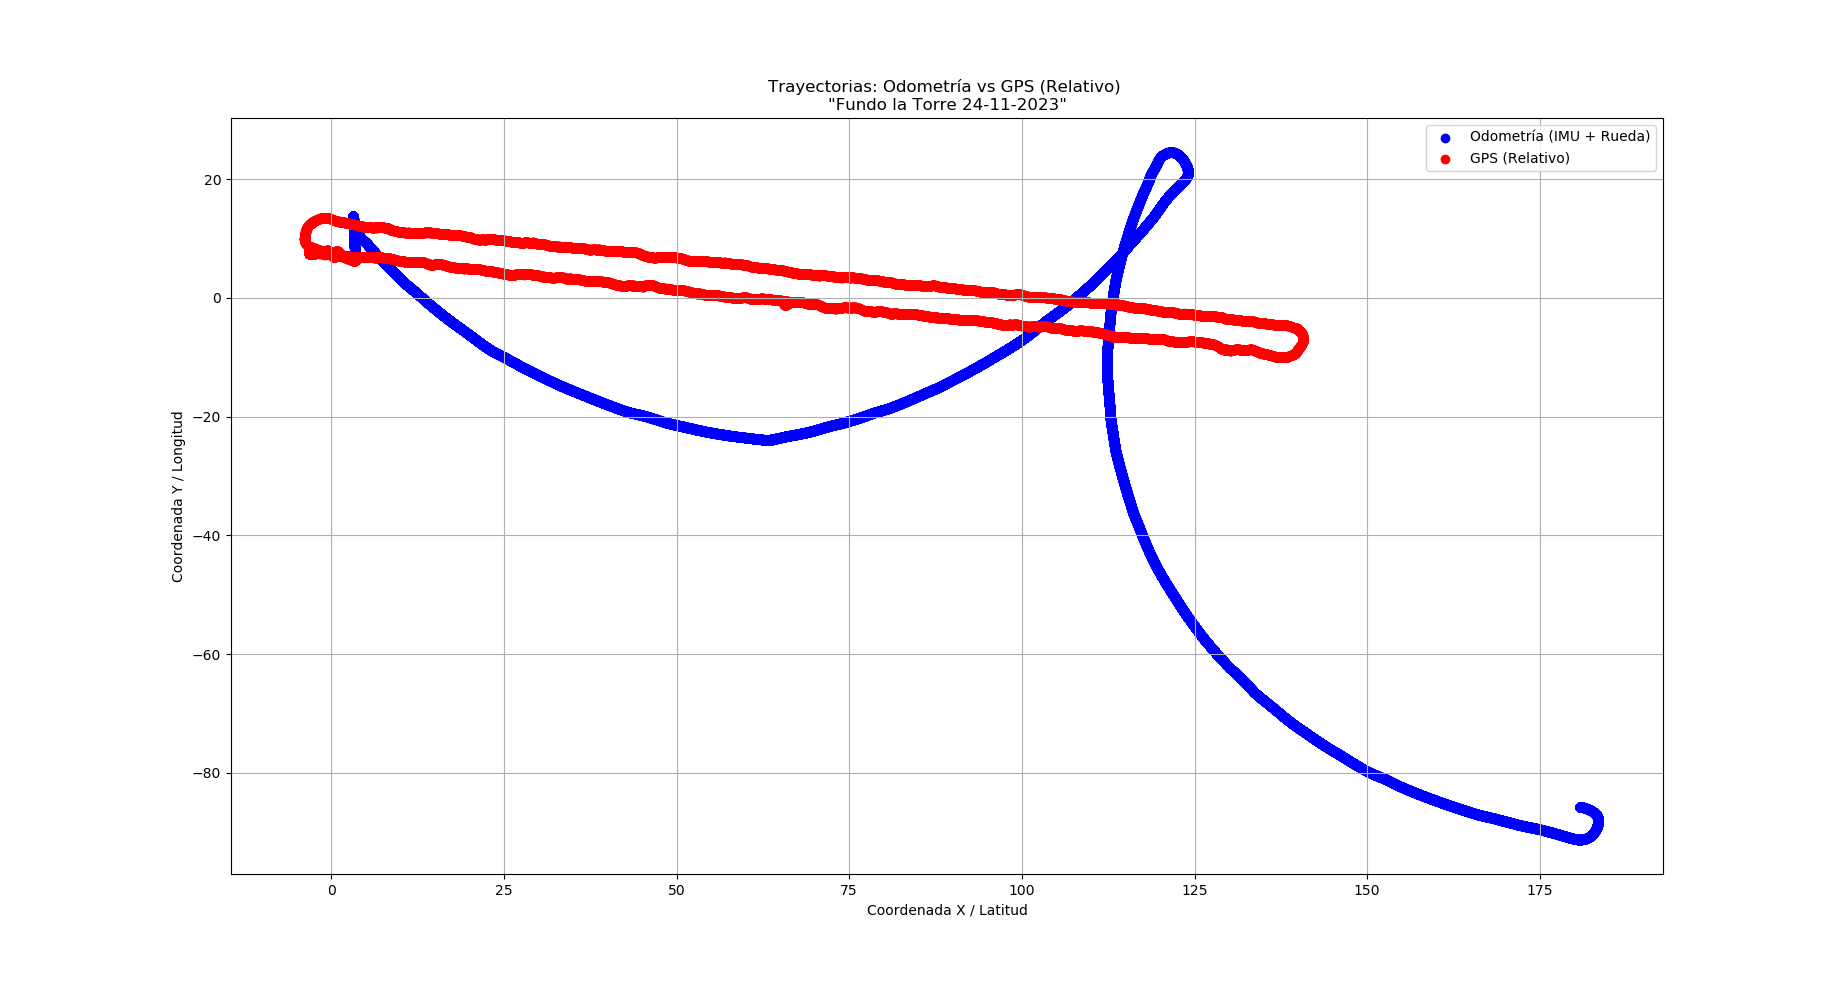 Trayectorias: Odometría vs GPS (Relativo)
"Fundo la Torre 24-11-2023"
Odometría (IMU + Rueda)
GPS (Relativo)
Coordenada Y / Longitud
20
0
−20
−40
−60
−80
0 25 50 75 100 125 150 175
Coordenada X / Latitud